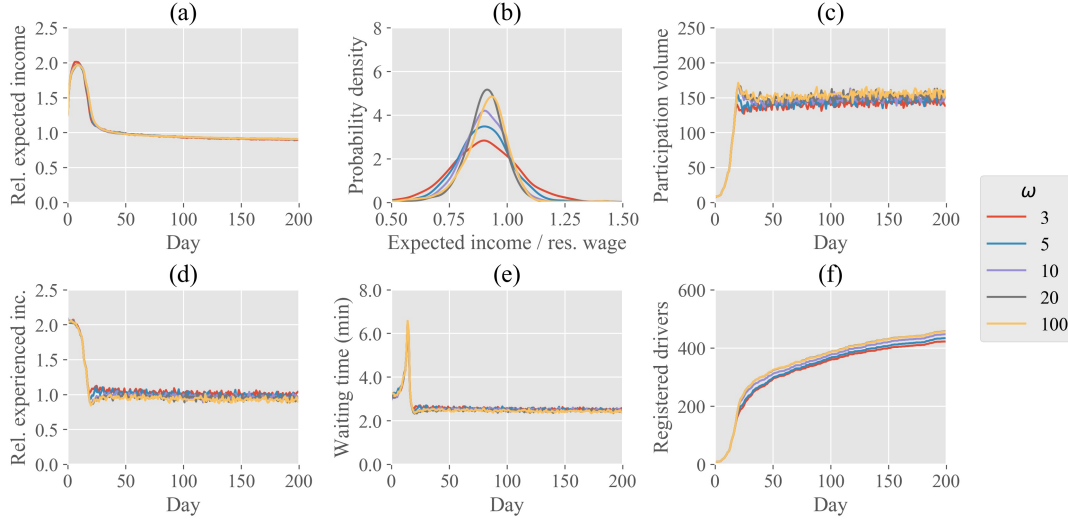 (a)
Rel. expected income
2.5
2.0
1.5
1.0
0.5
0.0
0 50 100 150 200
Day
(b)
Probability density
8
6
4
2
0
0.50 0.75 1.00 1.25 1.50
Expected income / res. wage
(c)
Participation volume
250
200
150
100
50
0
0 50 100 150 200
Day
(d)
Rel. experienced inc.
2.5
2.0
1.5
1.0
0.5
0.0
0 50 100 150 200
Day
(e)
Waiting time (min)
8.0
6.0
4.0
2.0
0.0
0 50 100 150 200
Day
(f)
Registered drivers
600
400
200
0
0 50 100 150 200
Day
ω
3
5
10
20
100